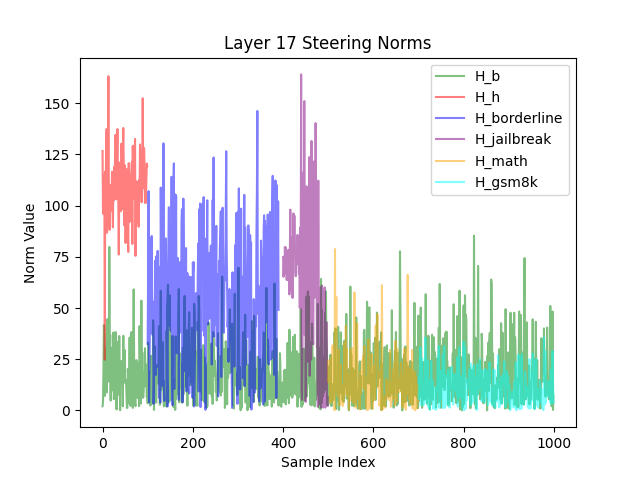 Layer 17 Steering Norms
H_b
H_h
H_borderline
H_jailbreak
H_math
H_gsm8k
Norm Value
150
125
100
75
50
25
0
0 200 400 600 800 1000
Sample Index